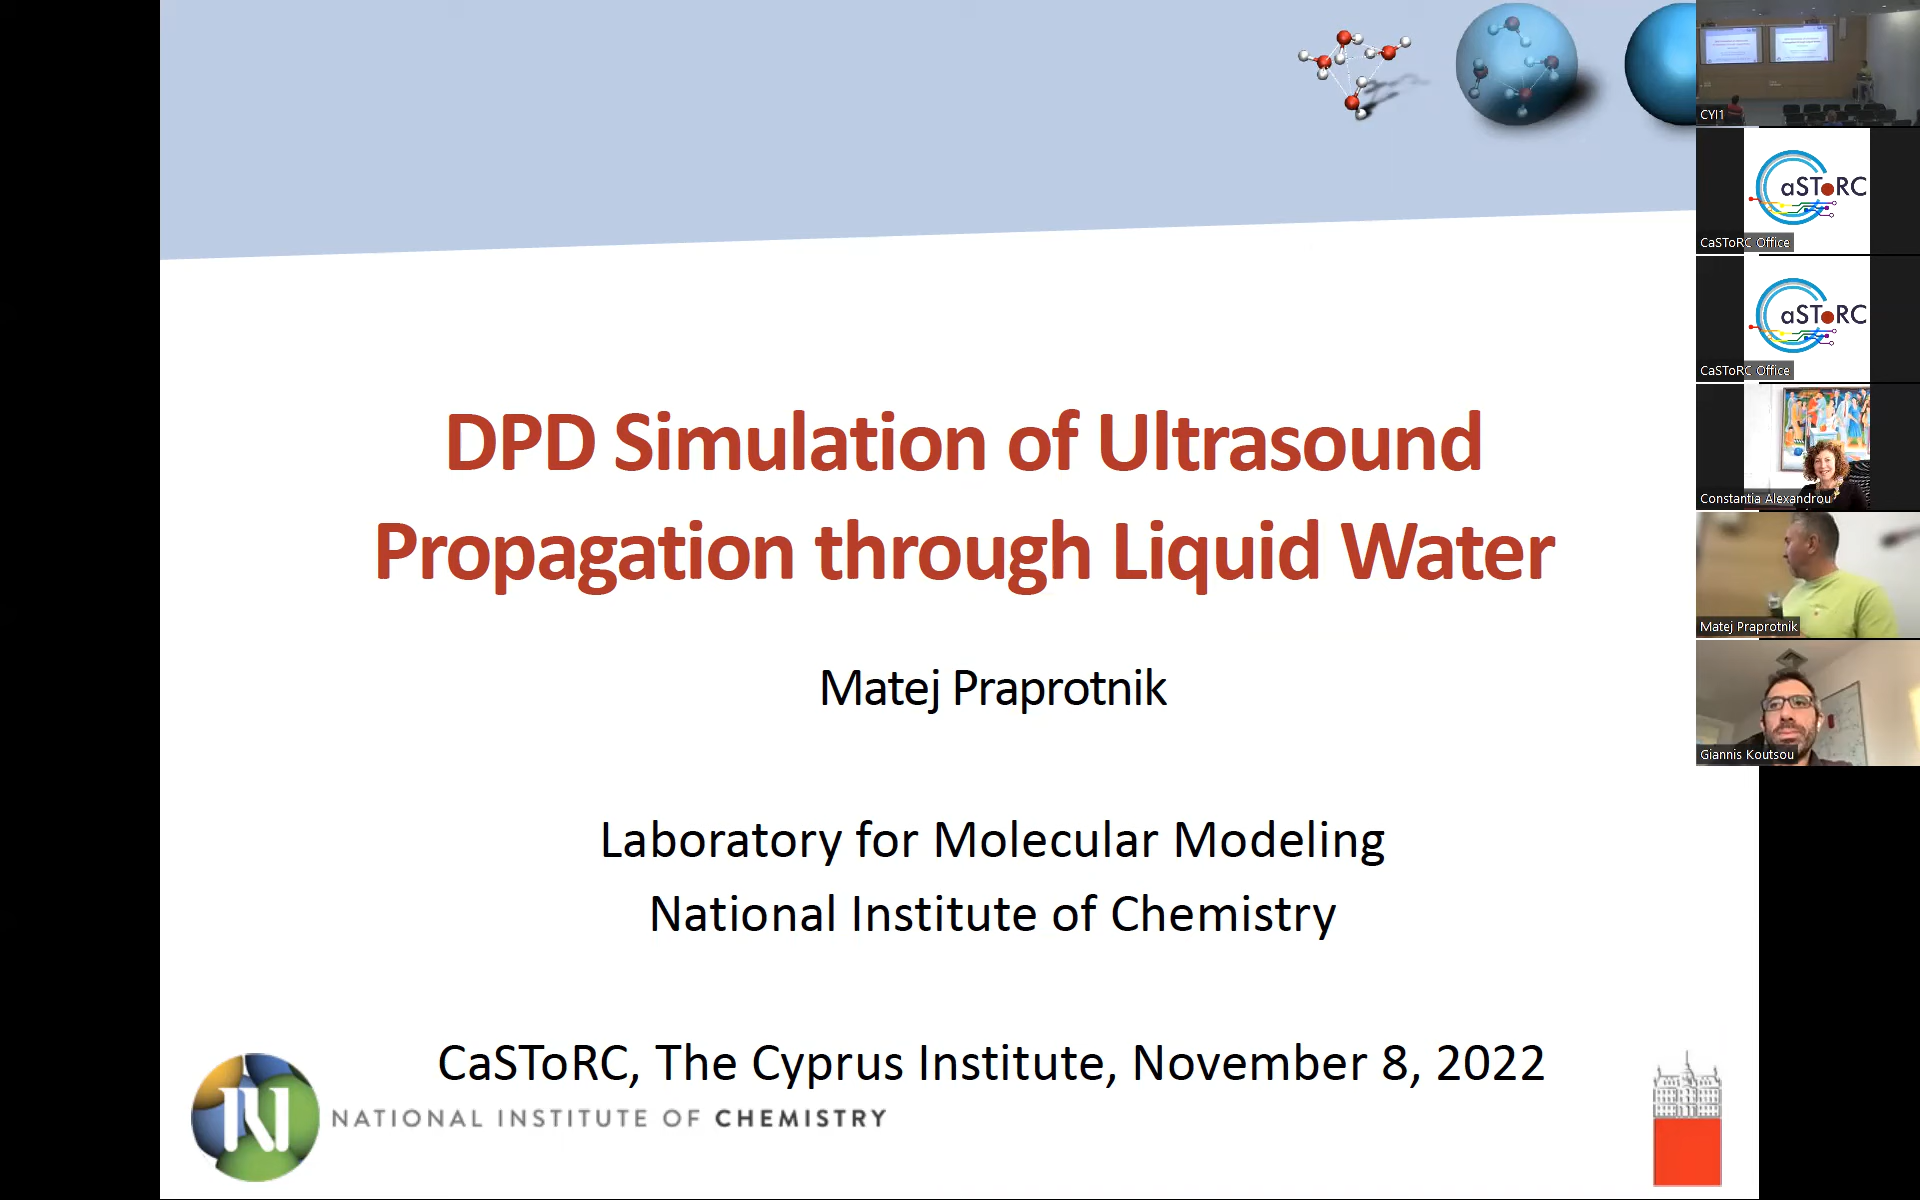 DPD Simulation of Ultrasound
Propagation through Liquid Water
Matej Praprotnik
Laboratory for Molecular Modeling
National Institute of Chemistry
CaSToRC, The Cyprus Institute, November 8, 2022
NATIONAL INSTITUTE OF CHEMISTRY
CYI1
aSToRC
CaSToRC Office
aSToRC
CaSToRC Office
Constantia Alexandrou
Matej Praprotnik
Giannis Koutsou